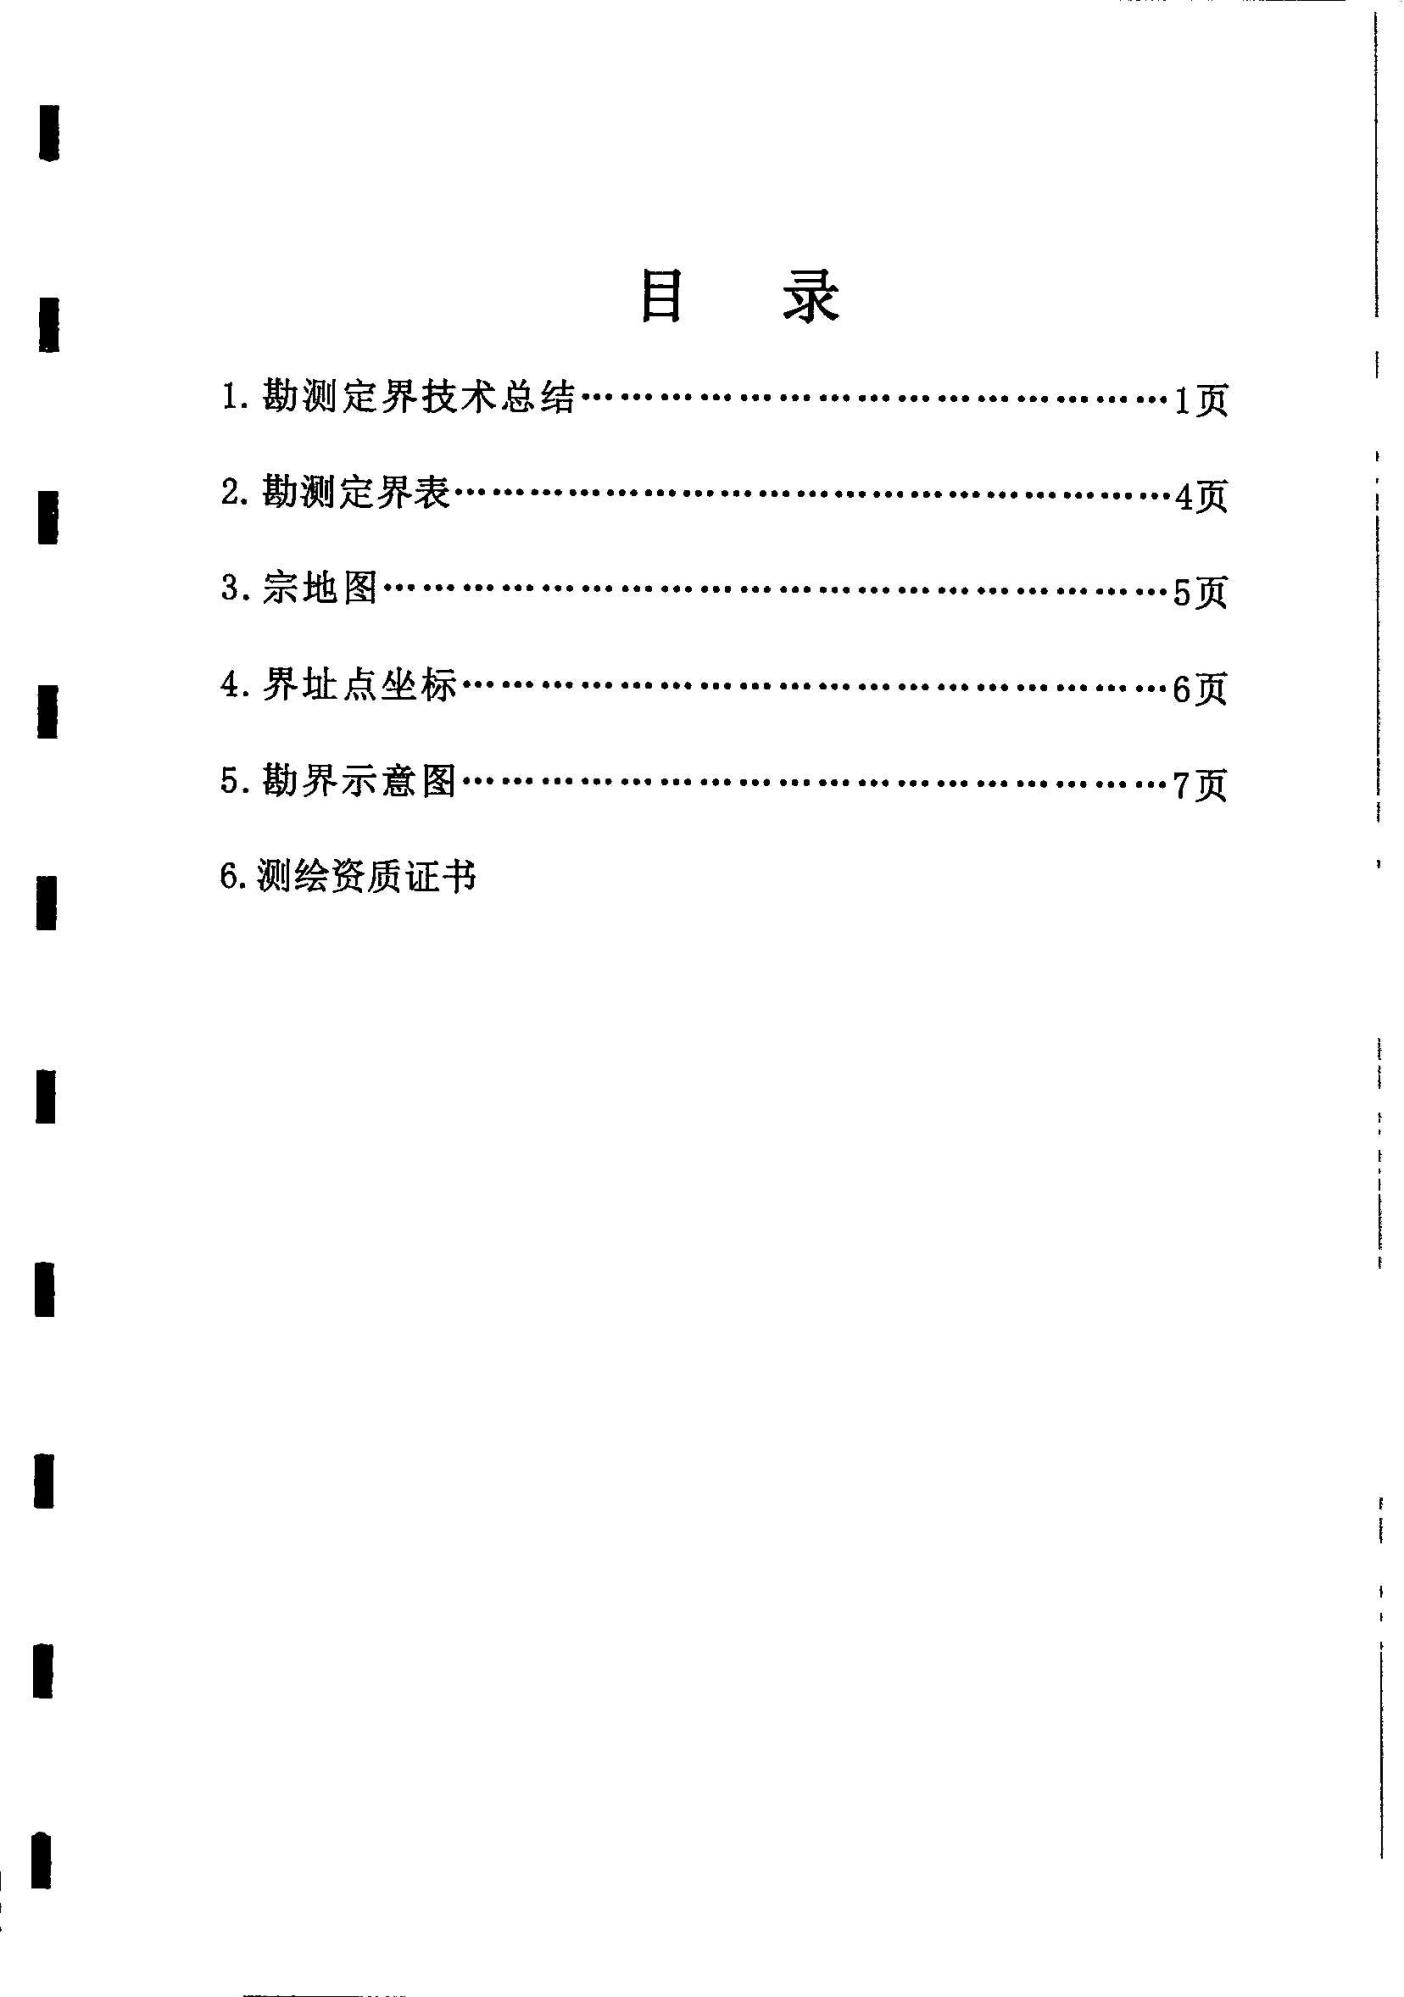 目 录
1.勘测定界技术总结……………………………………1页
2.勘测定界表……………………………………………4页
3.宗地图…………………………………………………5页
4.界址点坐标……………………………………………6页
5.勘界示意图……………………………………………7页
6.测绘资质证书